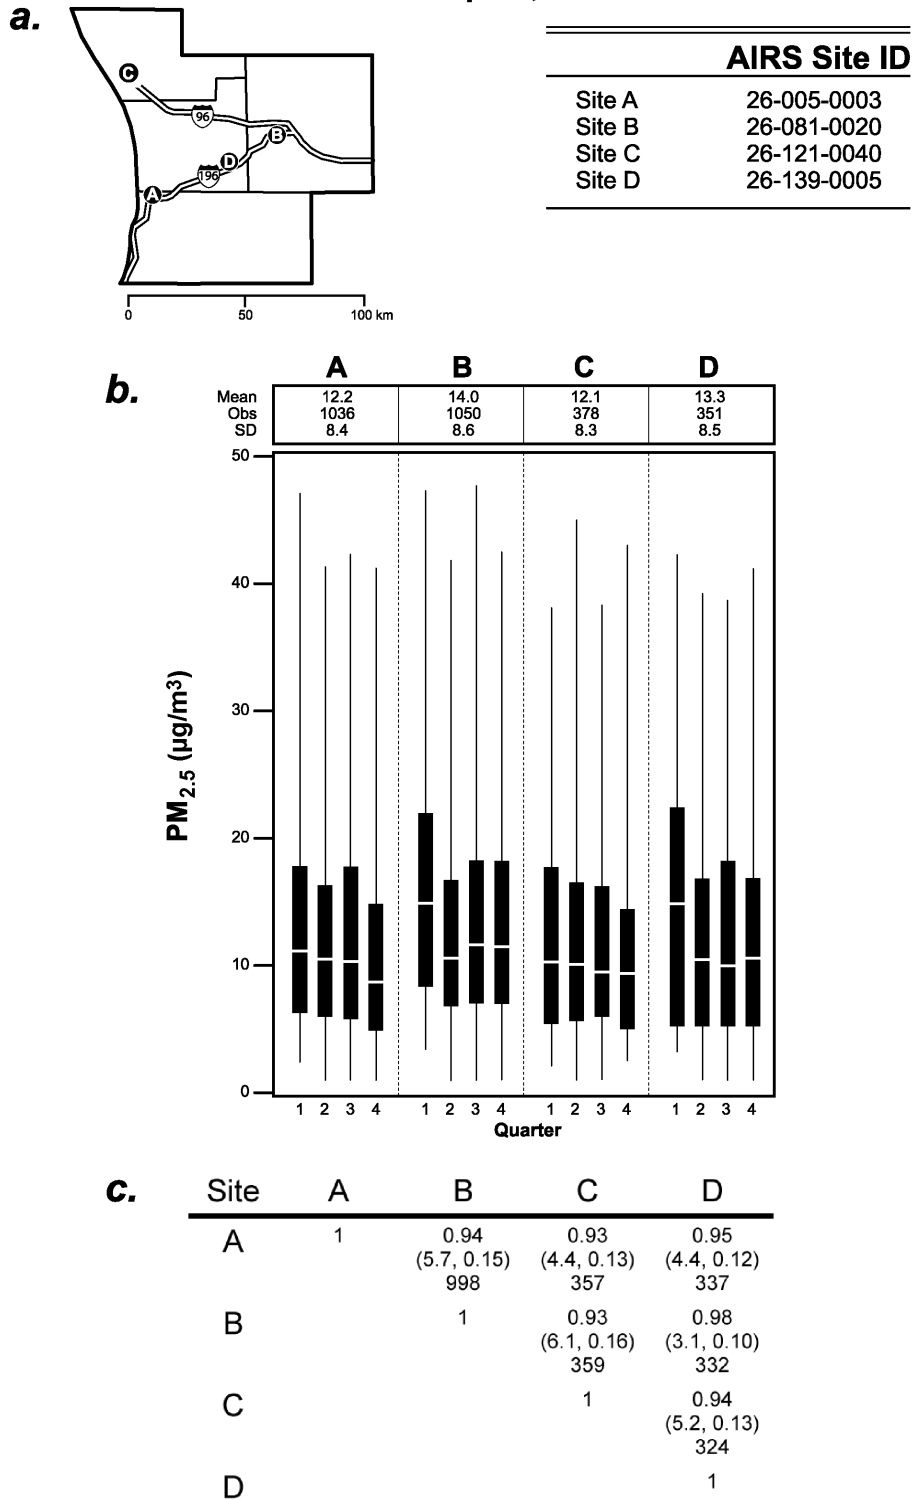 a.
C
96
B
D
196
A
0 50 100 km
AIRS Site ID
Site A 26-005-0003
Site B 26-081-0020
Site C 26-121-0040
Site D 26-139-0005
b.
A B C D
Mean 12.2 14.0 12.1 13.3
Obs 1036 1050 378 351
SD 8.4 8.6 8.3 8.5
50
40
30
20
10
0
PM2.5 (µg/m³)
1 2 3 4 1 2 3 4 1 2 3 4 1 2 3 4
Quarter
c.
Site A B C D
A 1 0.94 0.93 0.95
(5.7, 0.15) (4.4, 0.13) (4.4, 0.12)
998 357 337
B 1 0.93 0.98
(6.1, 0.16) (3.1, 0.10)
359 332
C 1 0.94
(5.2, 0.13)
324
D 1